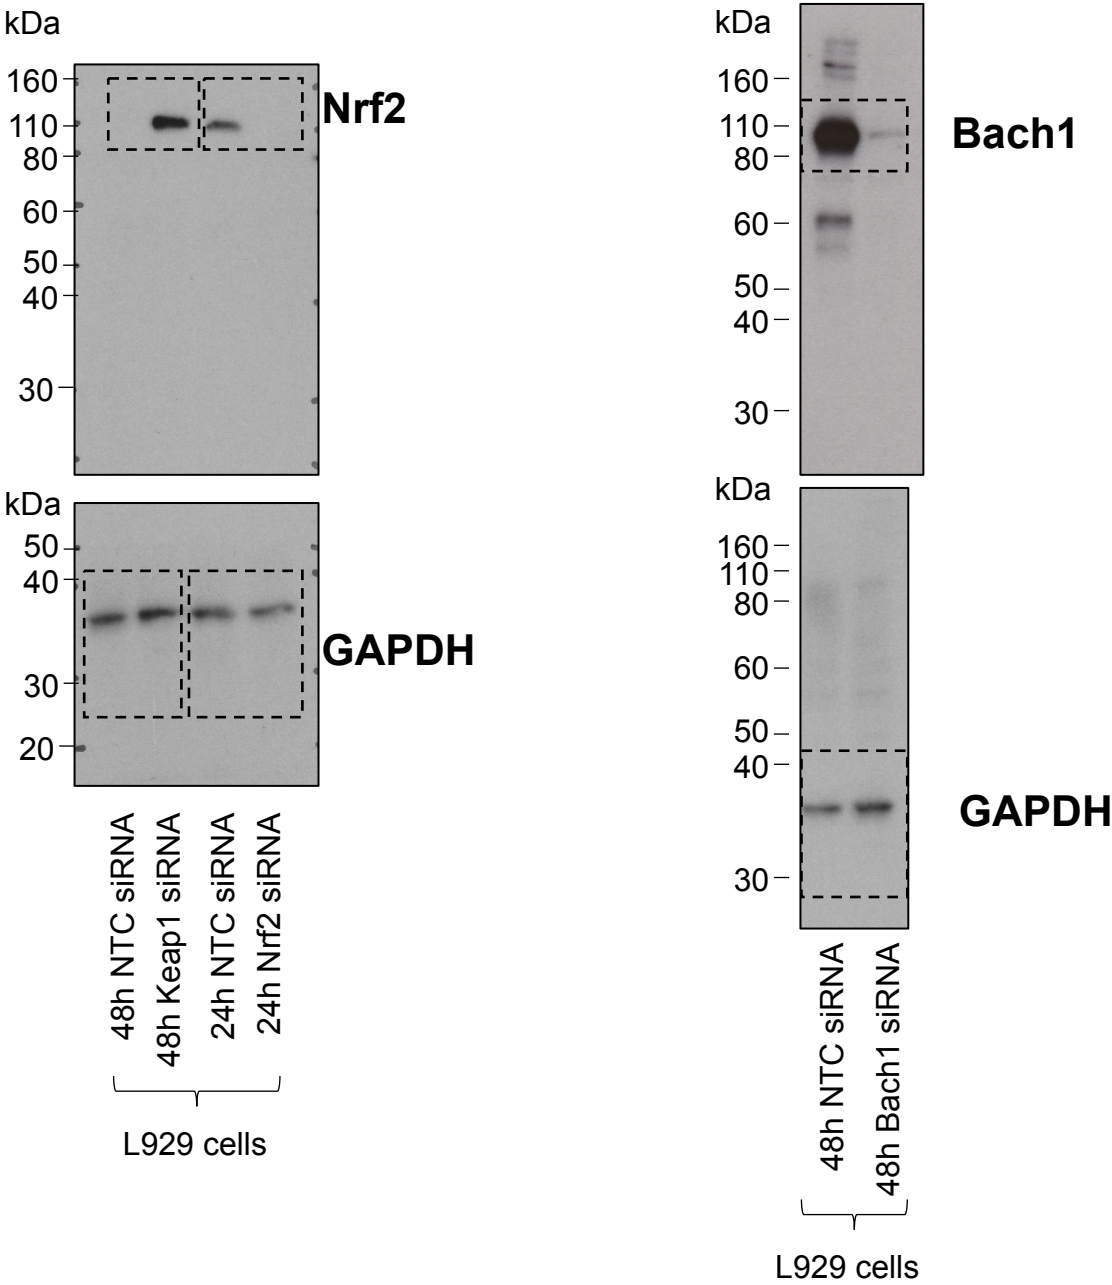 kDa
160
110
80
60
50
40
30
Nrf2
kDa
50
40
30
20
GAPDH
48h NTC siRNA
48h Keap1 siRNA
24h NTC siRNA
24h Nrf2 siRNA
L929 cells
kDa
160
110
80
60
50
40
30
Bach1
kDa
160
110
80
60
50
40
30
GAPDH
48h NTC siRNA
48h Bach1 siRNA
L929 cells